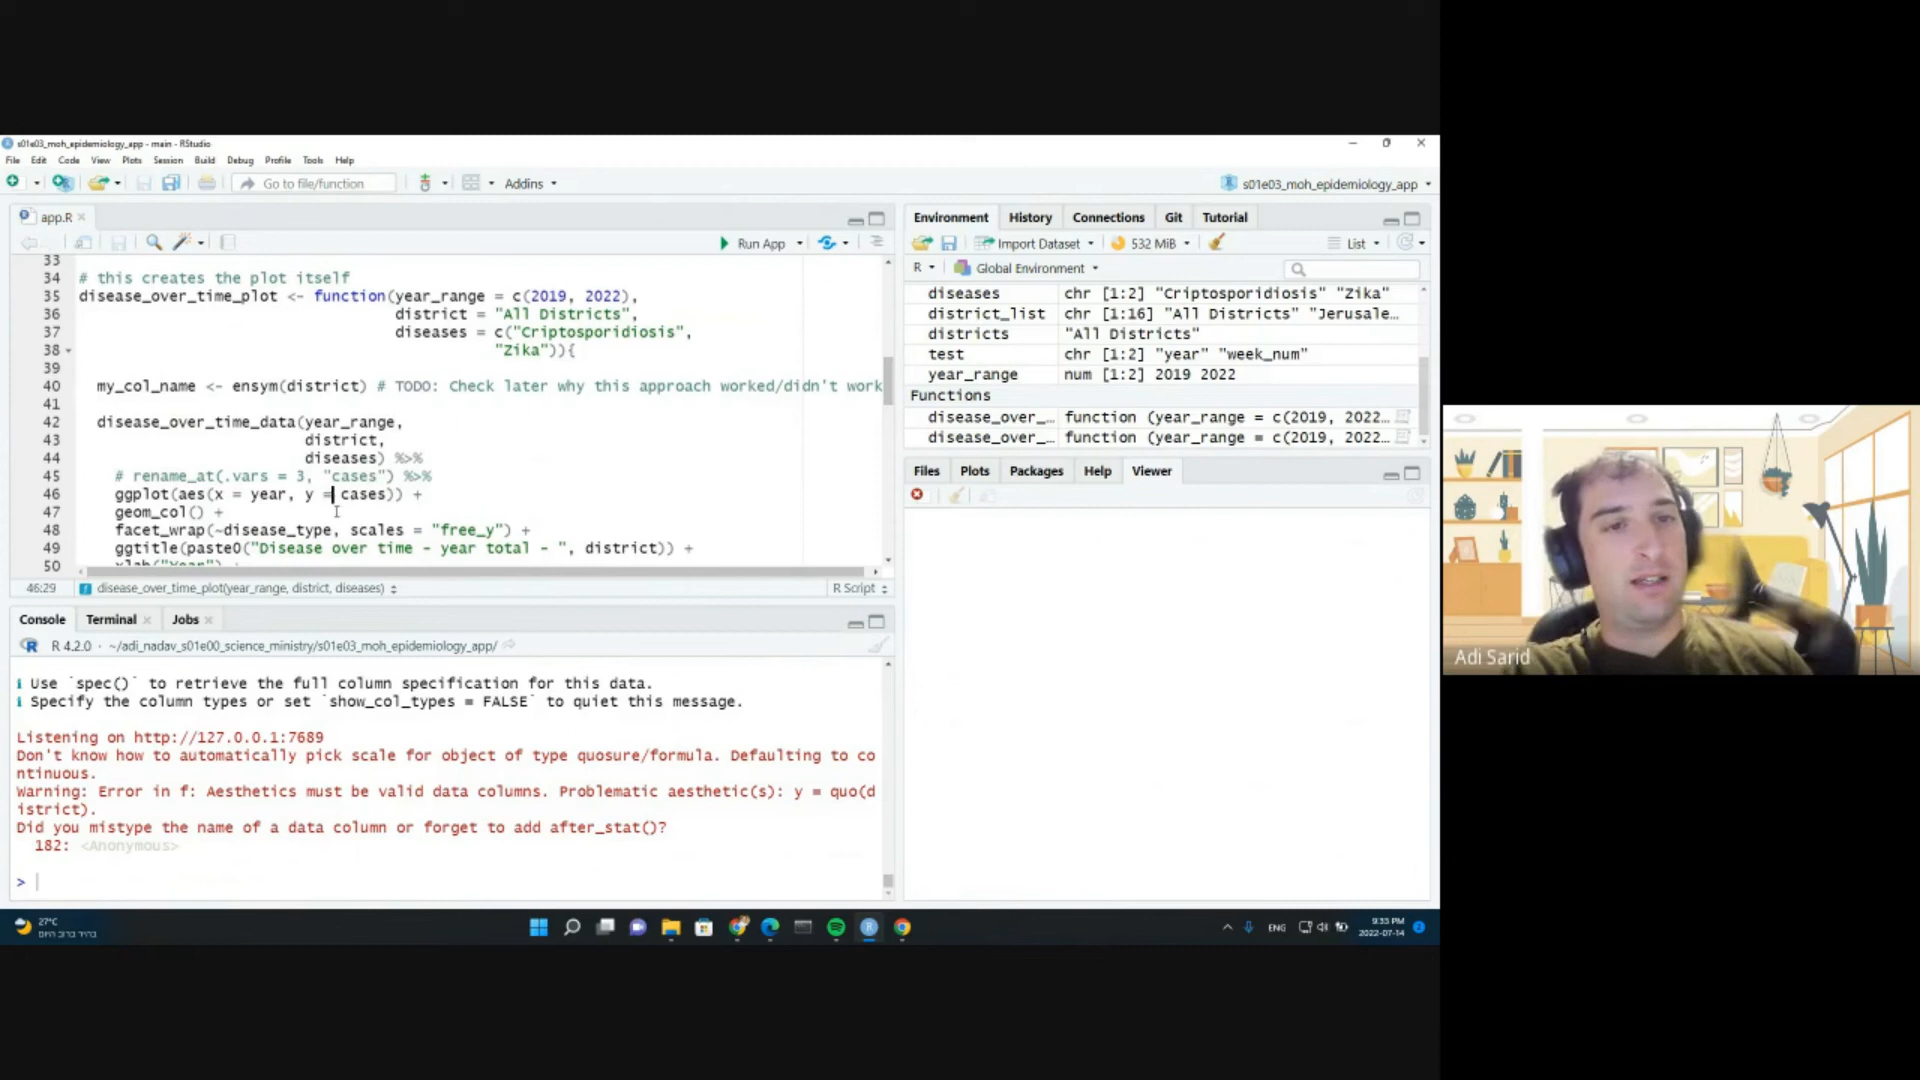 s01e03_moh_epidemiology_app - main - RStudio
File Edit Code View Plots Session Build Debug Profile Tools Help
Go to file/function
Addins
s01e03_moh_epidemiology_app
app.R
Run App
33
34 # this creates the plot itself
35 disease_over_time_plot <- function(year_range = c(2019, 2022),
36 district = "All Districts",
37 diseases = c("Criptosporidiosis",
38 "Zika")){
39
40 my_col_name <- ensym(district) # TODO: Check later why this approach worked/didn't work
41
42 disease_over_time_data(year_range,
43 district,
44 diseases) %>%
45 # rename_at(.vars = 3, "cases") %>%
46 ggplot(aes(x = year, y = cases)) +
47 geom_col() +
48 facet_wrap(~disease_type, scales = "free_y") +
49 ggtitle(paste0("Disease over time - year total - ", district)) +
50 xlab("Year") +
46:29 disease_over_time_plot(year_range, district, diseases) R Script
Console Terminal Jobs
R 4.2.0 · ~/adi_nadav_s01e00_science_ministry/s01e03_moh_epidemiology_app/
i Use `spec()` to retrieve the full column specification for this data.
i Specify the column types or set `show_col_types = FALSE` to quiet this message.
Listening on http://127.0.0.1:7689
Don't know how to automatically pick scale for object of type quosure/formula. Defaulting to co
ntinuous.
Warning: Error in f: Aesthetics must be valid data columns. Problematic aesthetic(s): y = quo(d
istrict).
Did you mistype the name of a data column or forget to add after_stat()?
182: <Anonymous>
>
Environment History Connections Git Tutorial
Import Dataset 532 MiB List
R Global Environment
diseases chr [1:2] "Criptosporidiosis" "Zika"
district_list chr [1:16] "All Districts" "Jerusale...
districts "All Districts"
test chr [1:2] "year" "week_num"
year_range num [1:2] 2019 2022
Functions
disease_over_… function (year_range = c(2019, 2022…
disease_over_… function (year_range = c(2019, 2022…
Files Plots Packages Help Viewer
Adi Sarid
27°C
בהיר ברוב היום
ENG
9:33 PM
2022-07-14